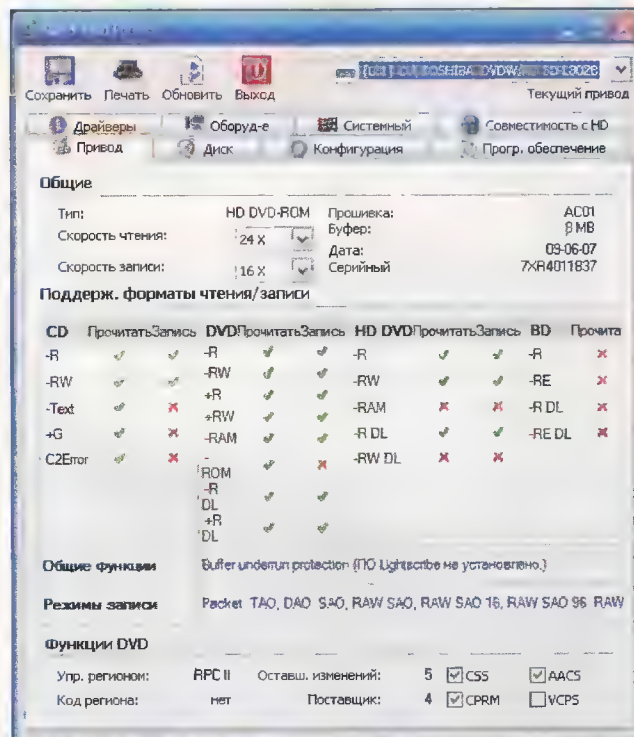 Сохранить Печать Обновить Выход
TOSHIBA DVDW SD-L902B
Текущий привод
Драйверы Оборуд-е Системный Совместимость с HD
Привод Диск Конфигурация Прогр. обеспечение
Общие
Тип: HD DVD-ROM Прошивка: AC01
Скорость чтения: 24 X Буфер: 8 MB
Дата: 09-06-07
Скорость записи: 16 X Серийный 7XR4011837
Поддерж. форматы чтения/записи
CD Прочитать Запись DVD Прочитать Запись HD DVD Прочитать Запись BD Прочита
-R -R -R -R
-RW -RW -RW -RE
-Text +R -RAM -R DL
+G +RW -R DL -RE DL
C2Error -RAM -RW DL
-
ROM
-R
DL
+R
DL
Общие функции Buffer underrun protection (ПО Lightscribe не установлено.)
Режимы записи Packet TAO, DAO SAO, RAW SAO, RAW SAO 16, RAW SAO 96 RAW
Функции DVD
Упр. регионом: RPC II Оставш. изменений: 5 CSS AACS
Код региона: нет Поставщик: 4 CPRM VCPS